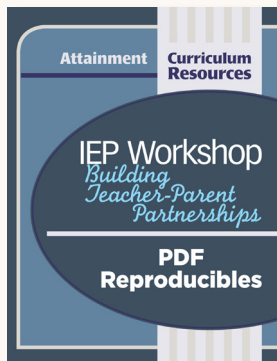 Attainment
Curriculum
Resources
IEP Workshop
Building
Teacher-Parent
Partnerships
PDF
Reproducibles